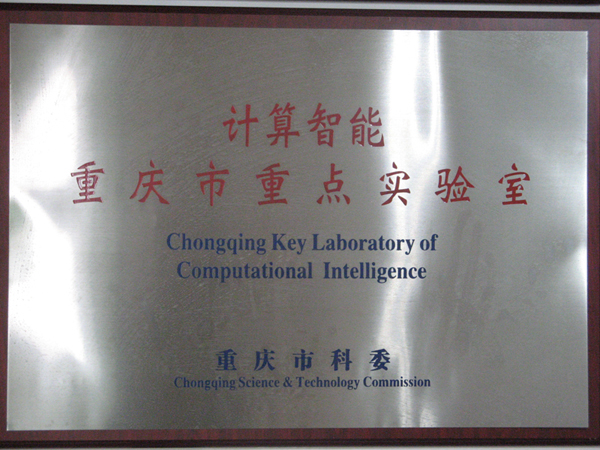 计算智能
重庆市重点实验室
Chongqing Key Laboratory of
Computational Intelligence
重庆市科委
Chongqing Science & Technology Commission